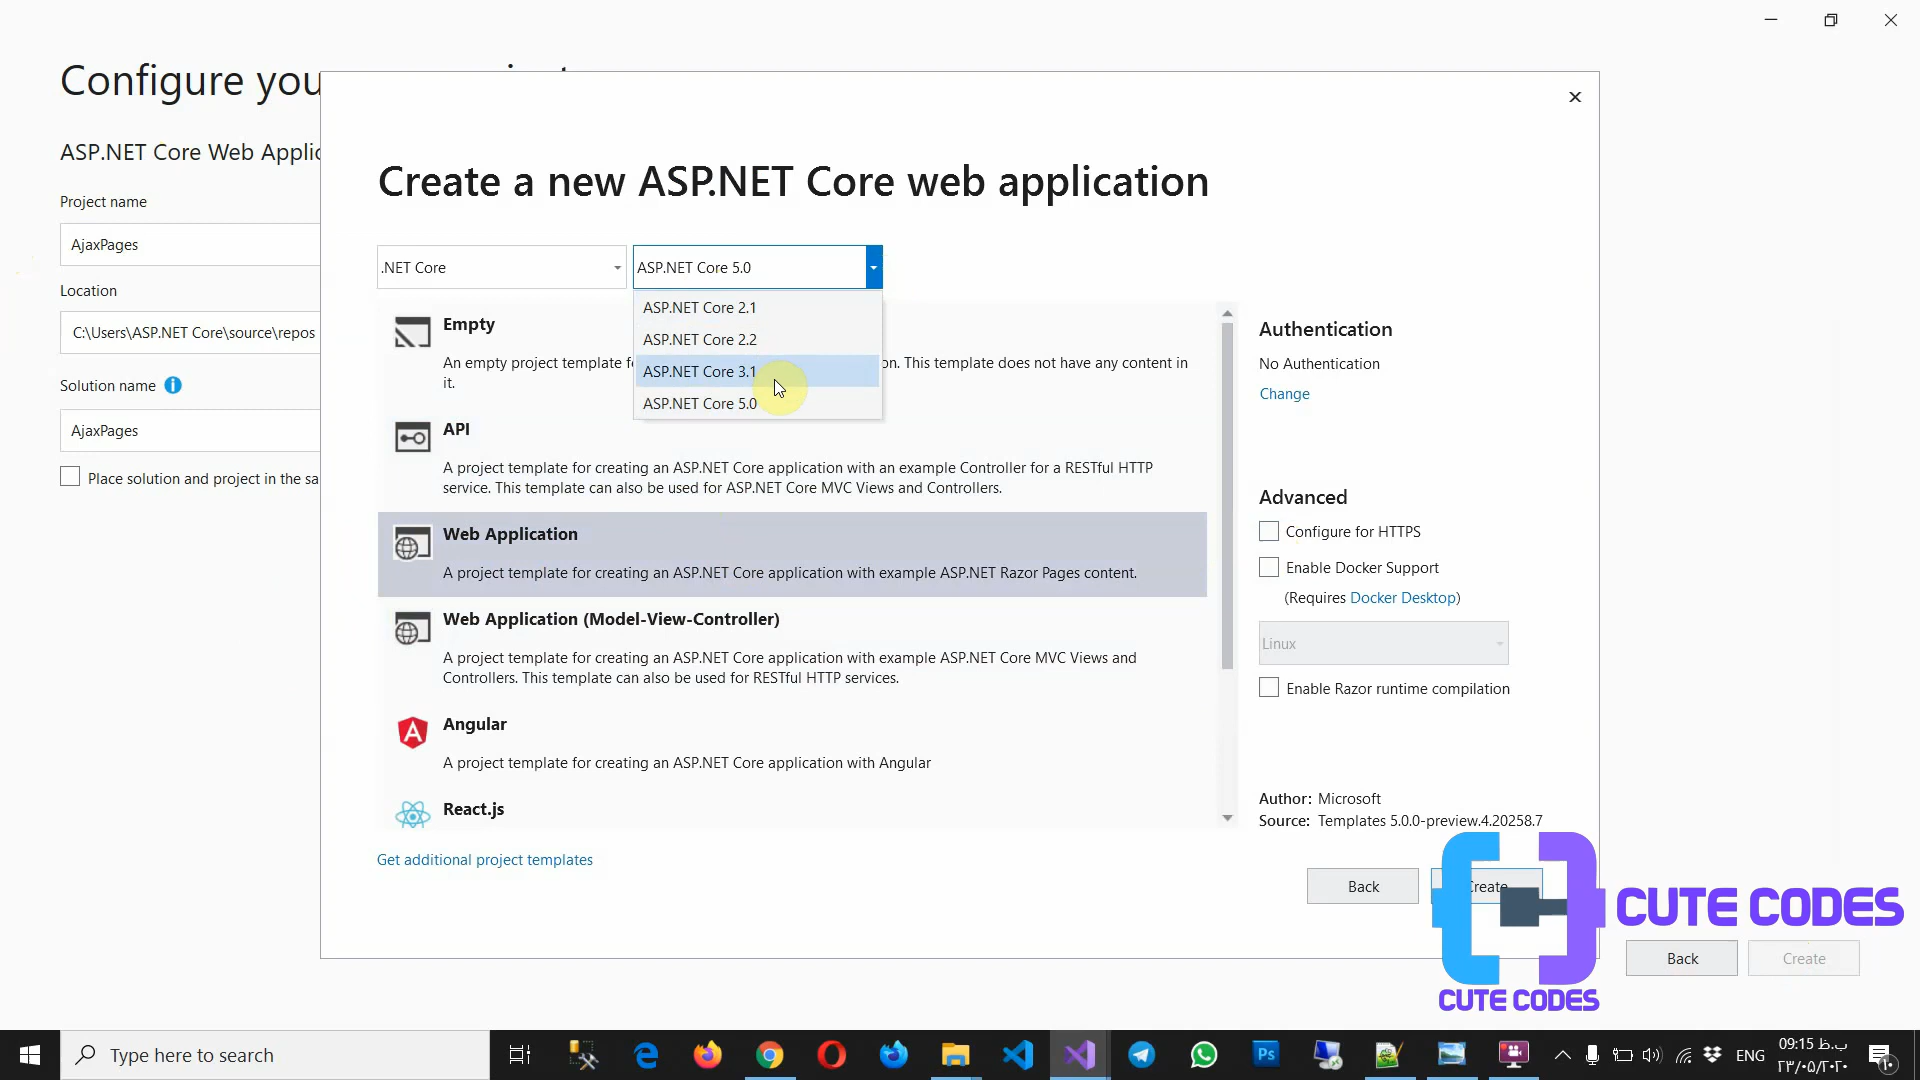 Configure you
ASP.NET Core Web Applic
Project name
AjaxPages
Location
C:\Users\ASP.NET Core\source\repos
Solution name
AjaxPages
Place solution and project in the sa
Create a new ASP.NET Core web application
.NET Core
ASP.NET Core 5.0
ASP.NET Core 2.1
ASP.NET Core 2.2
ASP.NET Core 3.1
ASP.NET Core 5.0
Empty
An empty project template f
on. This template does not have any content in
it.
API
A project template for creating an ASP.NET Core application with an example Controller for a RESTful HTTP
service. This template can also be used for ASP.NET Core MVC Views and Controllers.
Web Application
A project template for creating an ASP.NET Core application with example ASP.NET Razor Pages content.
Web Application (Model-View-Controller)
A project template for creating an ASP.NET Core application with example ASP.NET Core MVC Views and
Controllers. This template can also be used for RESTful HTTP services.
Angular
A project template for creating an ASP.NET Core application with Angular
React.js
Get additional project templates
Authentication
No Authentication
Change
Advanced
Configure for HTTPS
Enable Docker Support
(Requires Docker Desktop)
Linux
Enable Razor runtime compilation
Author: Microsoft
Source: Templates 5.0.0-preview.4.20258.7
Back
Create
CUTE CODES
CUTE CODES
Back
Create
Type here to search
Ps
ENG
09:15 ب.ظ
۲۳/۰۵/۲۰۲۰